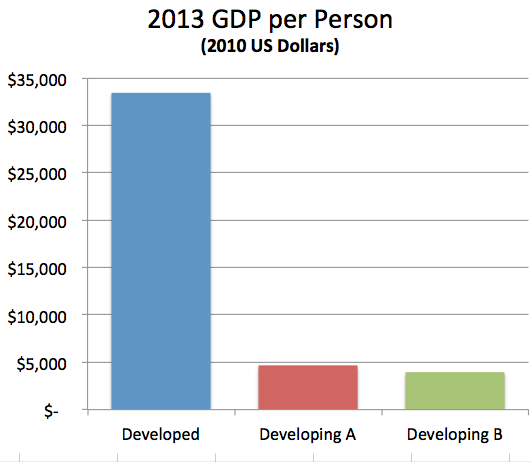 2013 GDP per Person
(2010 US Dollars)
$35,000
$30,000
$25,000
$20,000
$15,000
$10,000
$5,000
$-
Developed
Developing A
Developing B